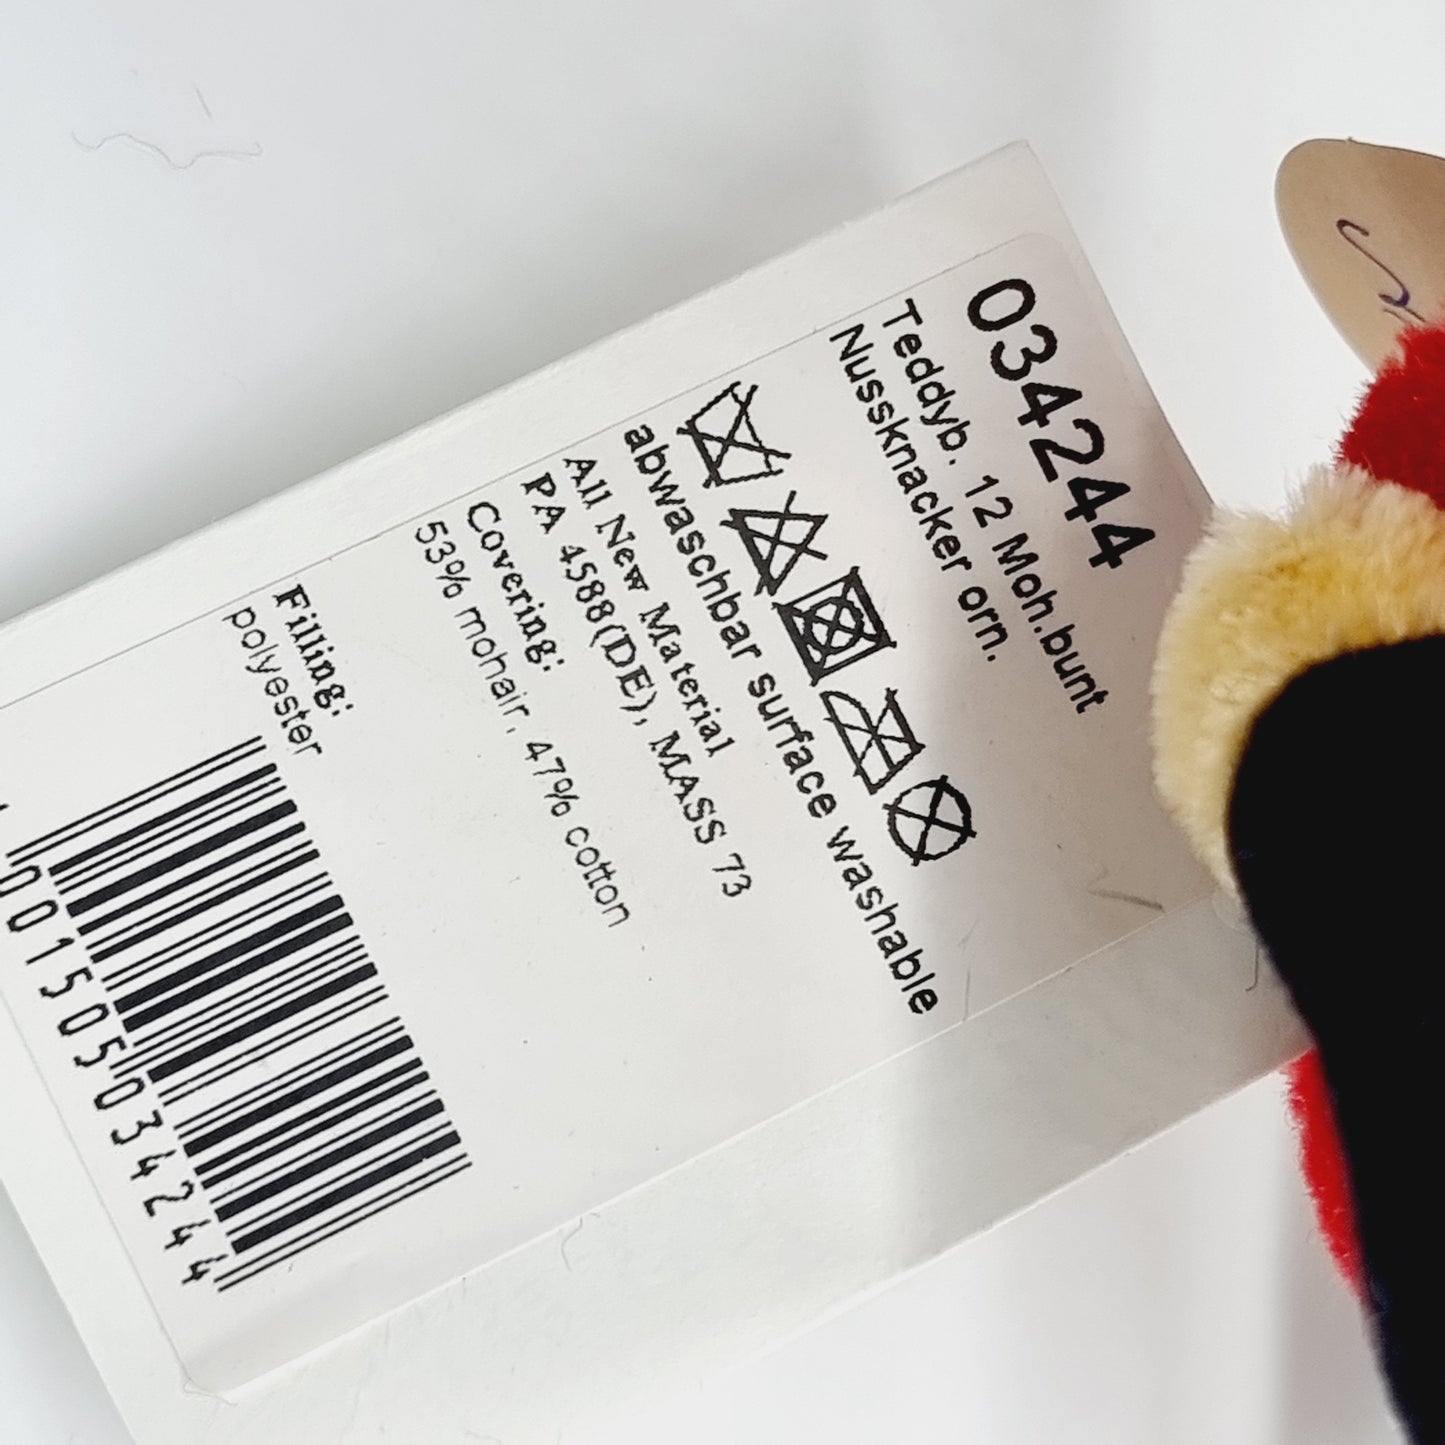 034244
Teddyb. 12 Moh.bunt
Nussknacker orn.
abwaschbar surface washable
All New Material
PA 4588(DE), MASS 73
Covering:
53% mohair, 47% cotton
Filling:
polyester
001505034244